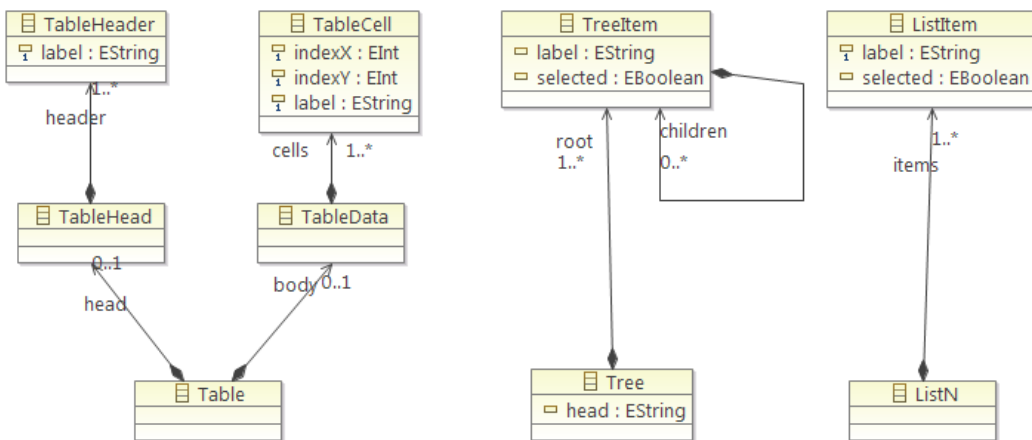 TableHeader
label : EString
1..*
header
TableCell
indexX : EInt
indexY : EInt
label : EString
cells
1..*
TreeItem
label : EString
selected : EBoolean
root
1..*
children
0..*
ListItem
label : EString
selected : EBoolean
1..*
items
TableHead
0..1
head
TableData
body
0..1
Table
Tree
head : EString
ListN